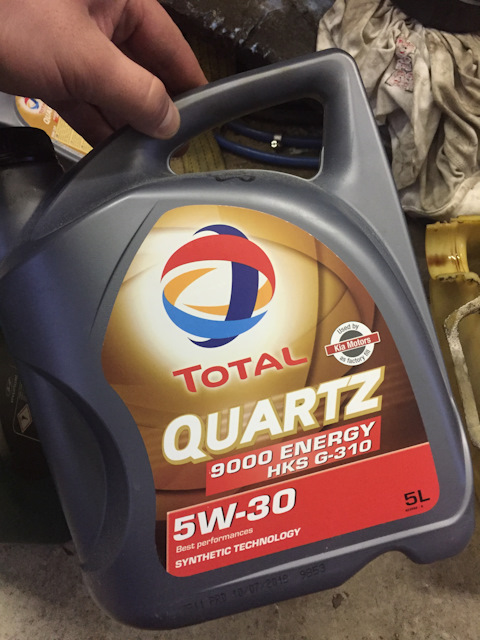 TOTAL
Used by
Kia Motors
as factory fill
QUARTZ
9000 ENERGY
HKS G-310
5W-30
Best performances
SYNTHETIC TECHNOLOGY
5L